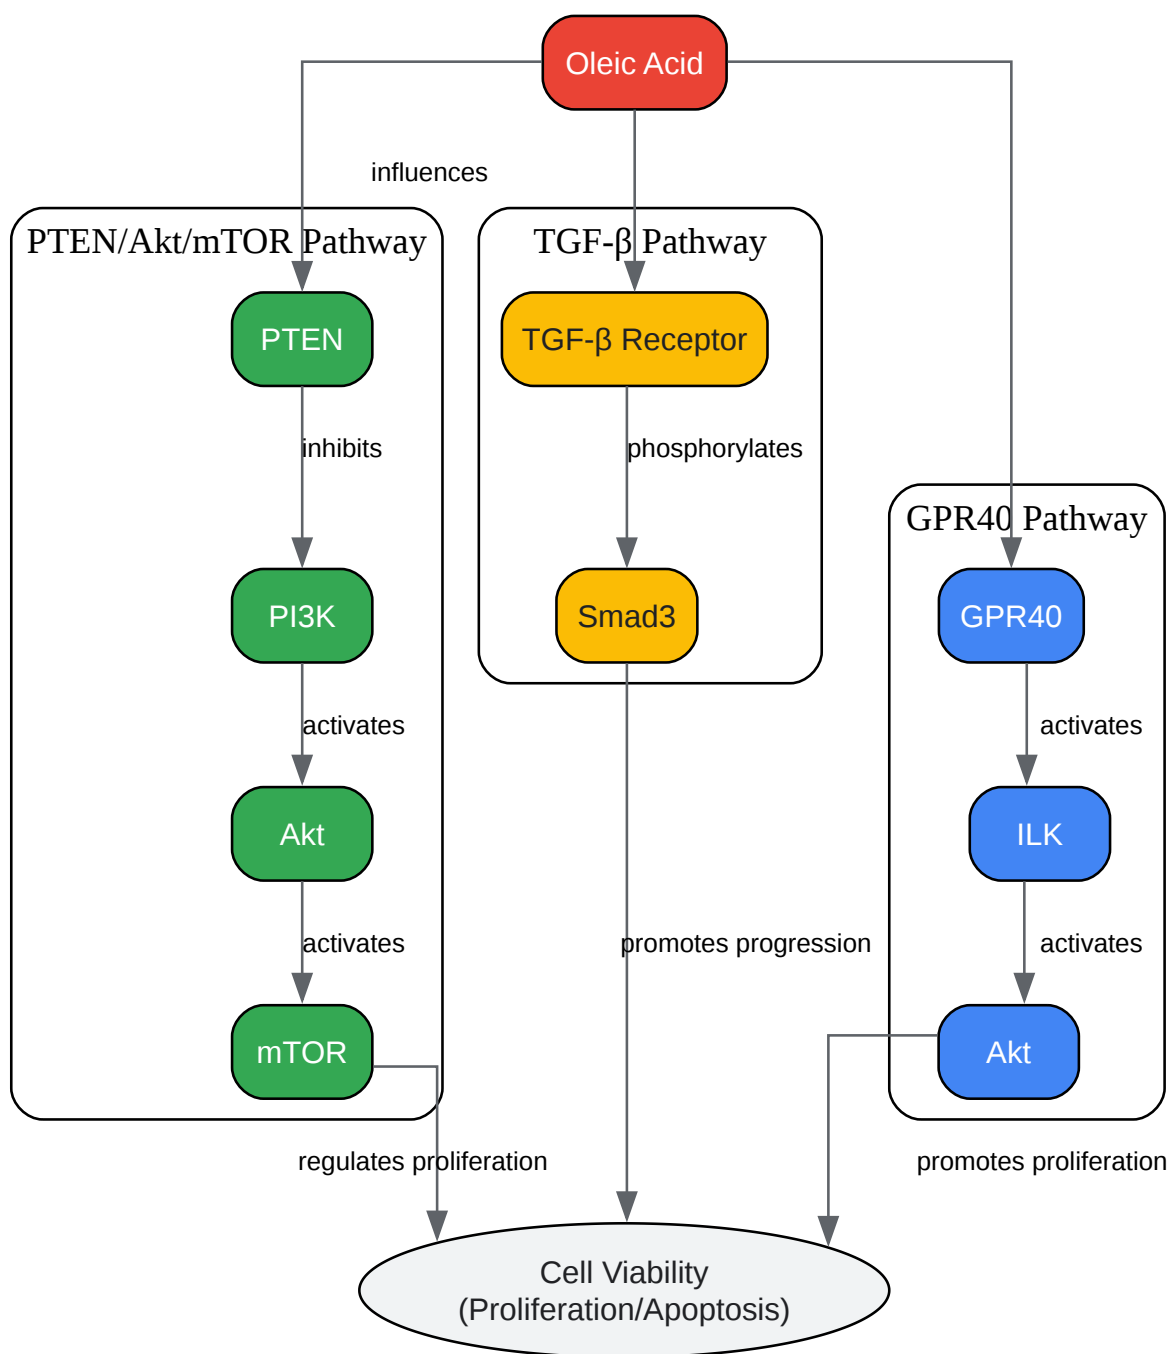 Oleic Acid
influences
PTEN/Akt/mTOR Pathway
TGF-β Pathway
PTEN
TGF-β Receptor
inhibits
phosphorylates
GPR40 Pathway
PI3K
Smad3
GPR40
activates
activates
Akt
ILK
activates
promotes progression
activates
mTOR
Akt
regulates proliferation
promotes proliferation
Cell Viability
(Proliferation/Apoptosis)